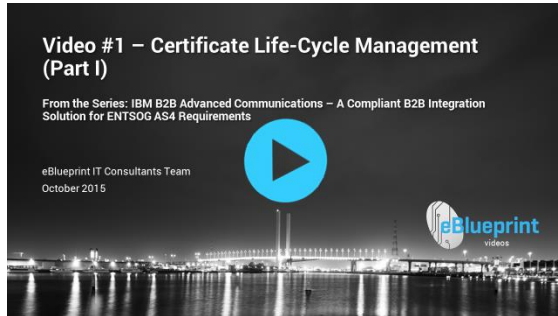 Video #1 – Certificate Life-Cycle Management
(Part I)
From the Series: IBM B2B Advanced Communications – A Compliant B2B Integration
Solution for ENTSOG AS4 Requirements
eBlueprint IT Consultants Team
October 2015
eBlueprint
videos